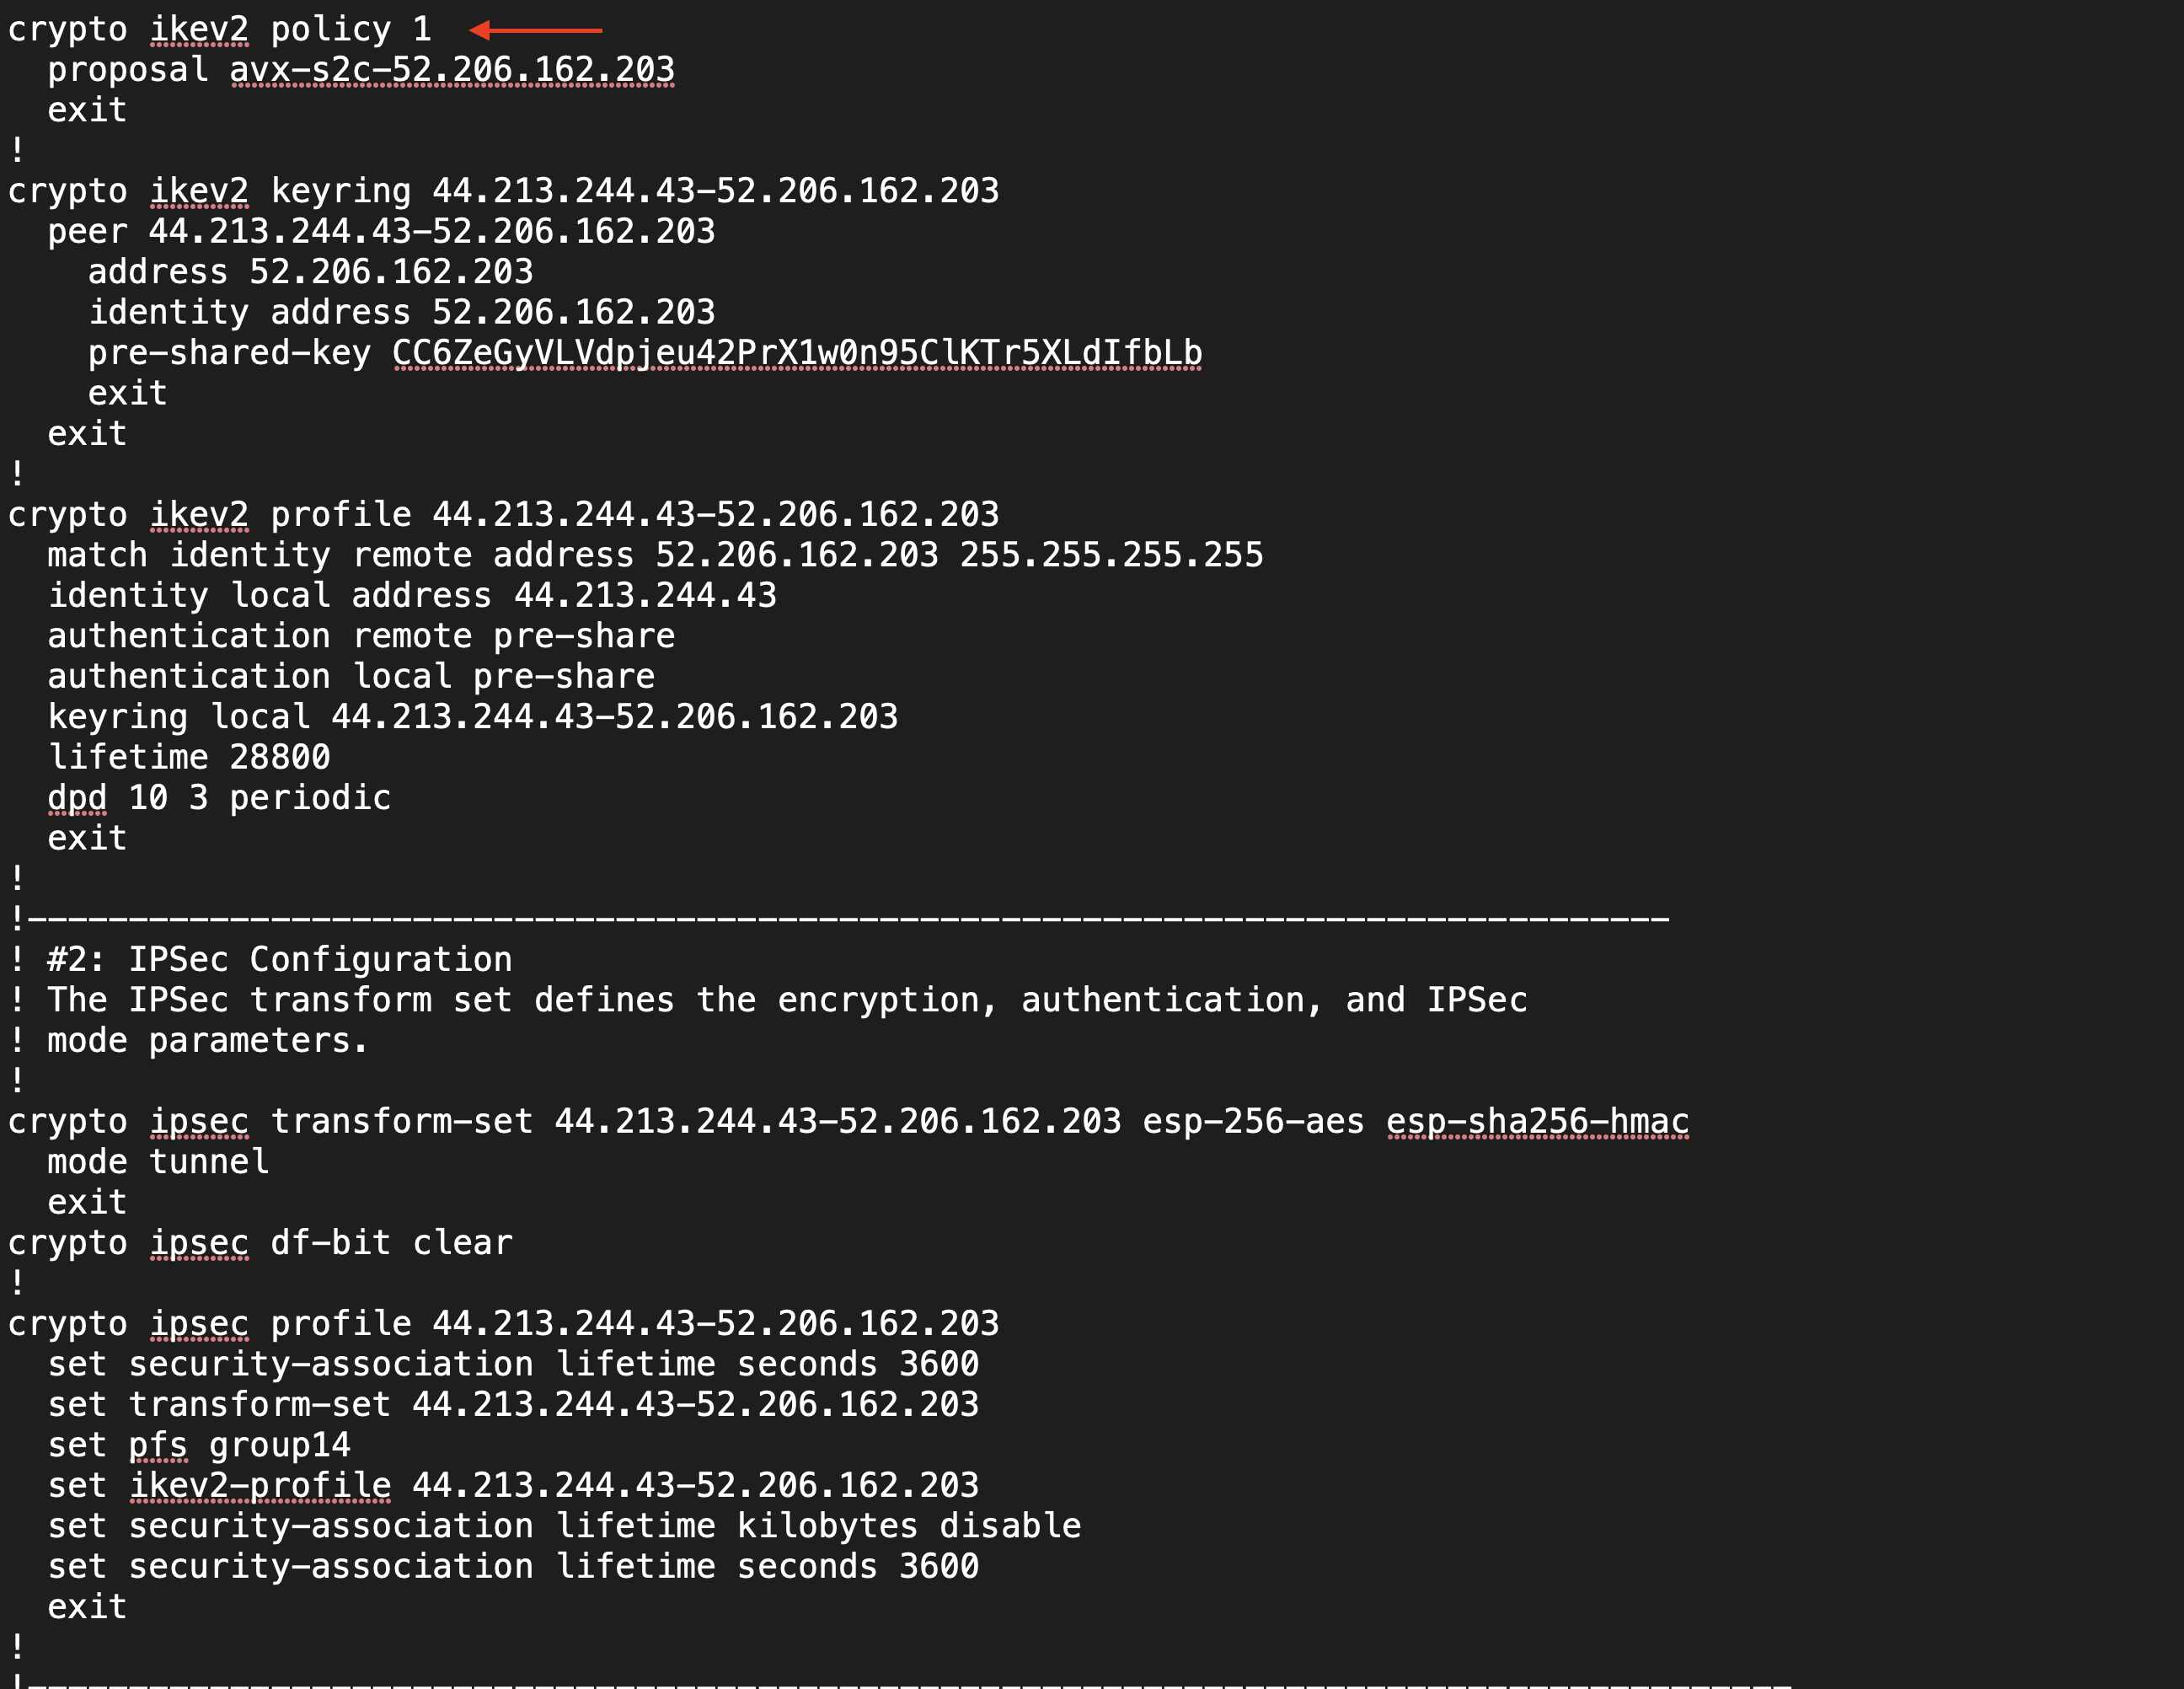 crypto ikev2 policy 1
proposal avx-s2c-52.206.162.203
exit
!
crypto ikev2 keyring 44.213.244.43-52.206.162.203
peer 44.213.244.43-52.206.162.203
address 52.206.162.203
identity address 52.206.162.203
pre-shared-key CC6ZeGyVLVdpjeu42PrX1w0n95ClKTr5XLdIfbLb
exit
exit
!
crypto ikev2 profile 44.213.244.43-52.206.162.203
match identity remote address 52.206.162.203 255.255.255.255
identity local address 44.213.244.43
authentication remote pre-share
authentication local pre-share
keyring local 44.213.244.43-52.206.162.203
lifetime 28800
dpd 10 3 periodic
exit
!
!---------------------------------------------------------------------------------
! #2: IPSec Configuration
! The IPSec transform set defines the encryption, authentication, and IPSec
! mode parameters.
!
crypto ipsec transform-set 44.213.244.43-52.206.162.203 esp-256-aes esp-sha256-hmac
mode tunnel
exit
crypto ipsec df-bit clear
!
crypto ipsec profile 44.213.244.43-52.206.162.203
set security-association lifetime seconds 3600
set transform-set 44.213.244.43-52.206.162.203
set pfs group14
set ikev2-profile 44.213.244.43-52.206.162.203
set security-association lifetime kilobytes disable
set security-association lifetime seconds 3600
exit
!
!---------------------------------------------------------------------------------------